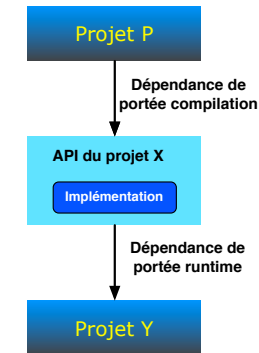 Projet P
Dépendance de
portée compilation
API du projet X
Implémentation
Dépendance de
portée runtime
Projet Y